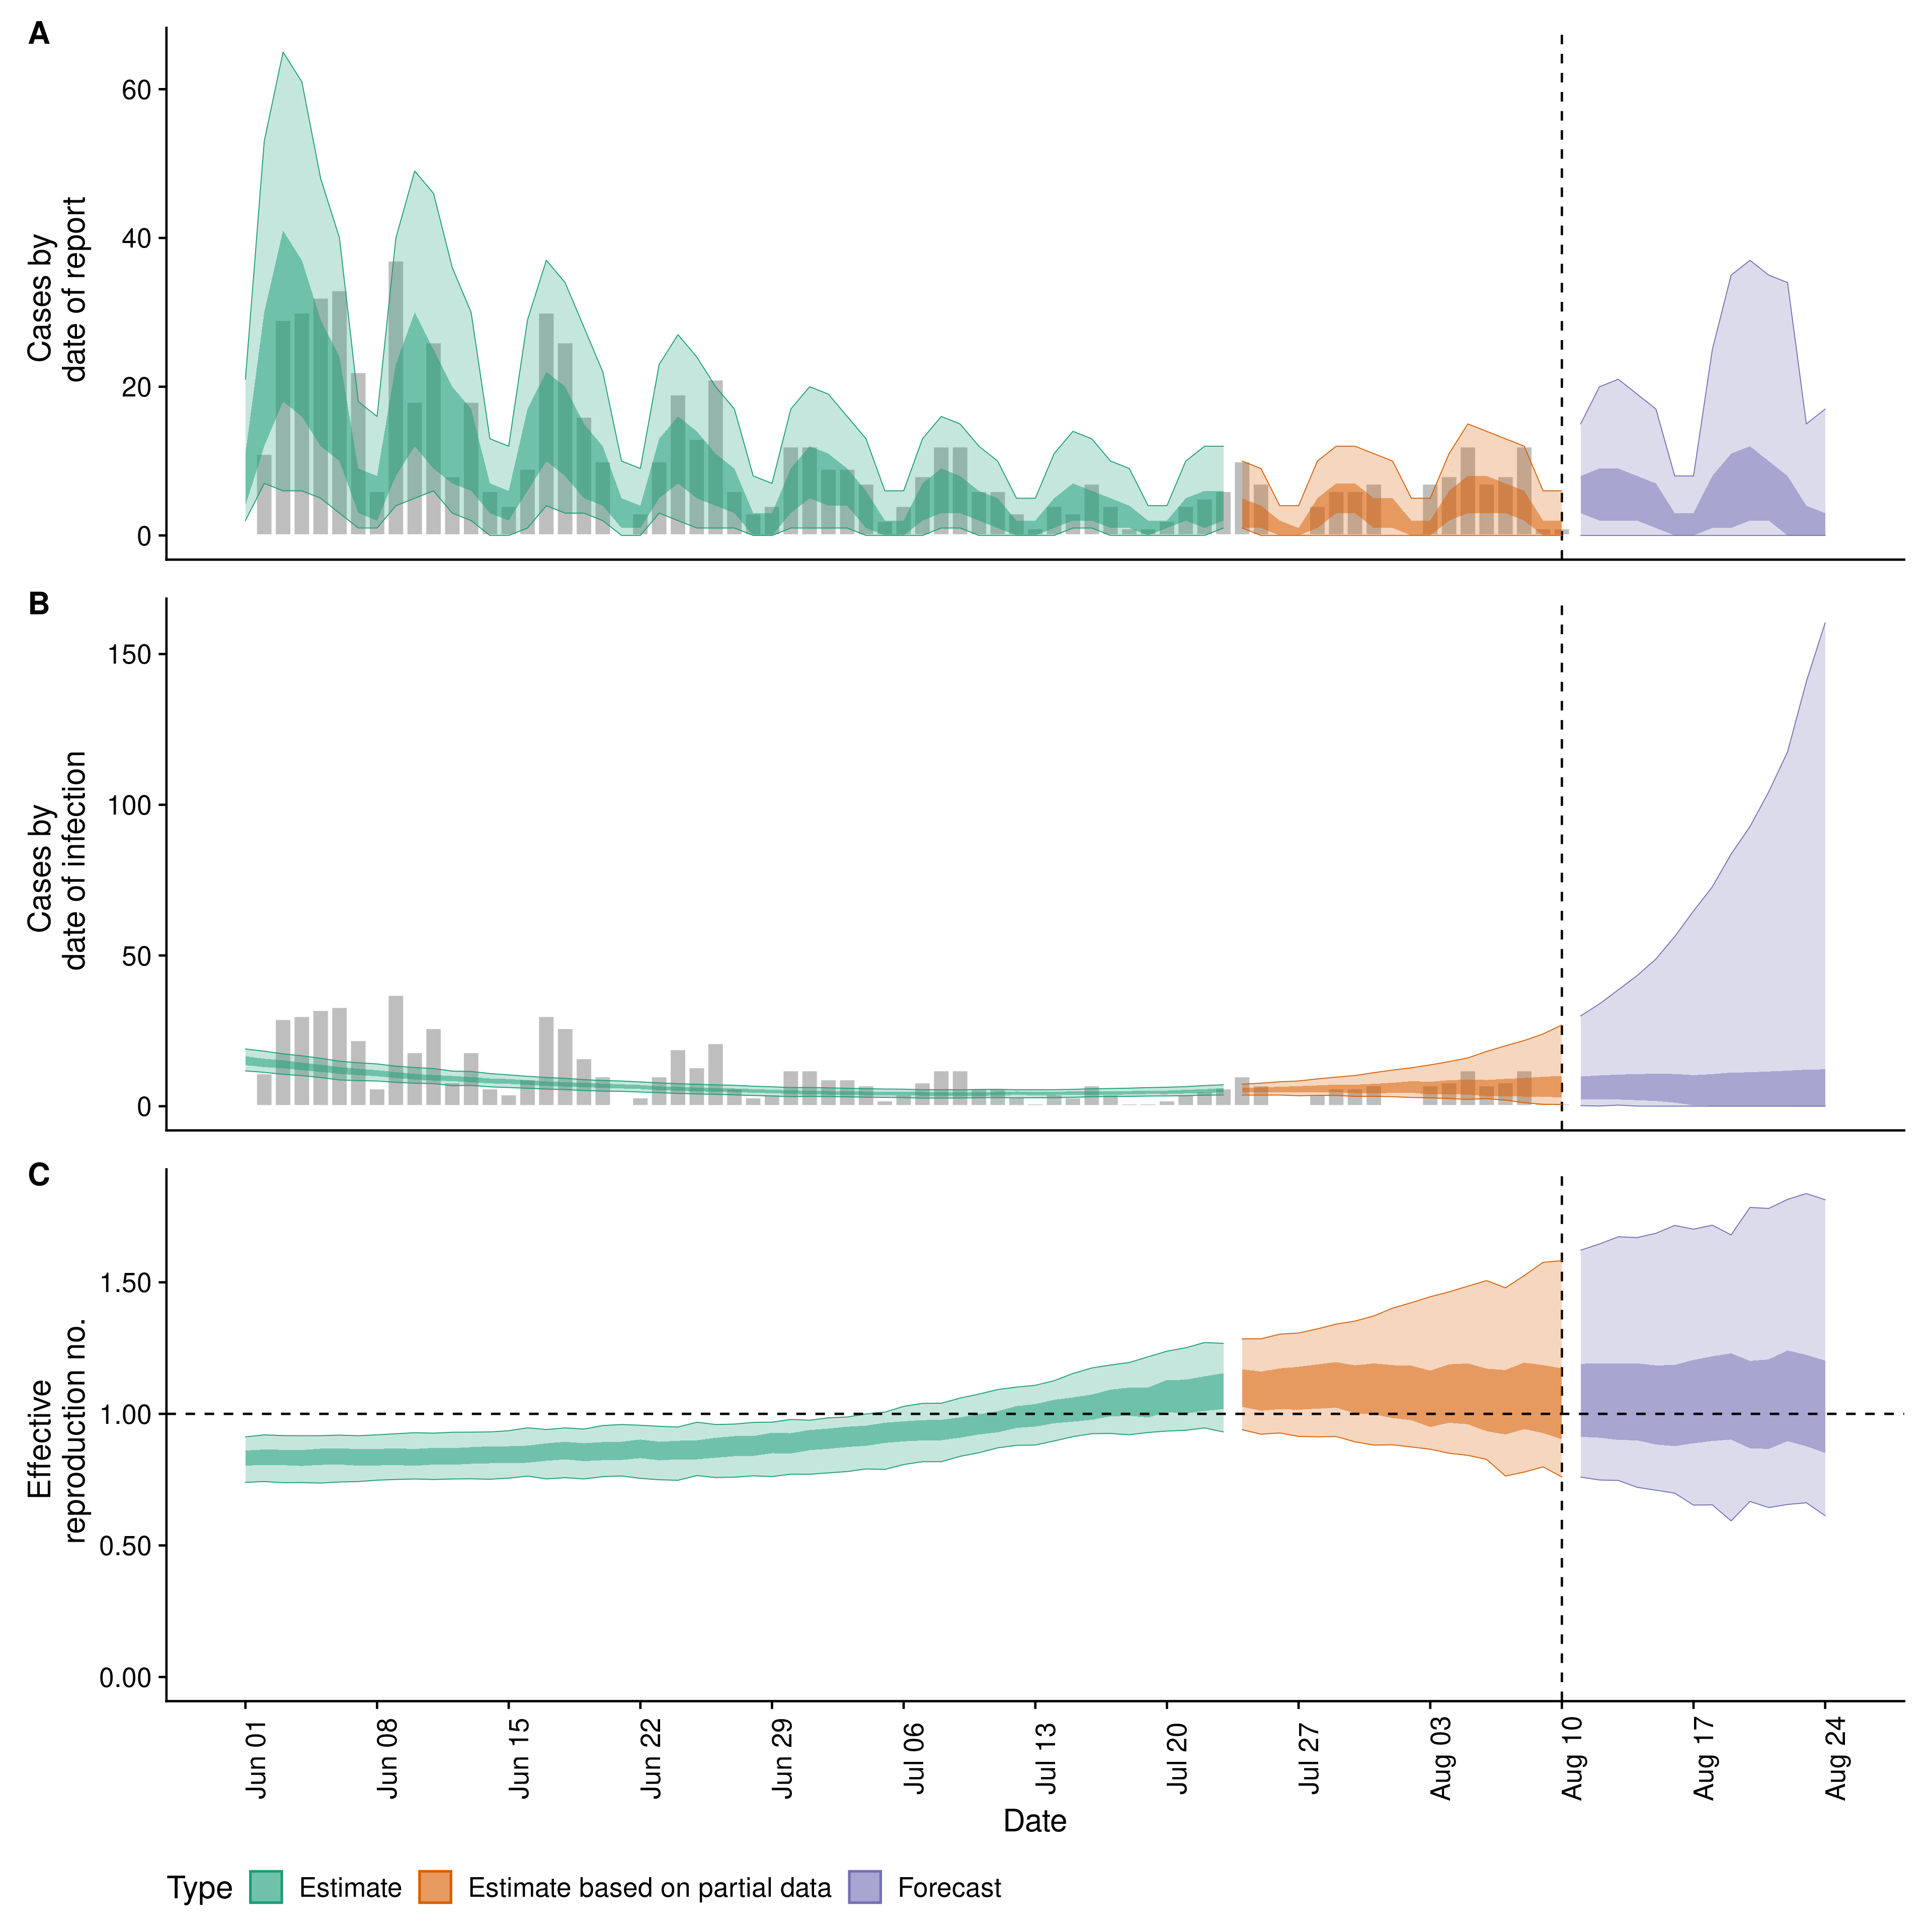 A
60
40
20
0
Cases by
date of report
B
150
100
50
0
Cases by
date of infection
C
1.50
1.00
0.50
0.00
Effective
reproduction no.
Jun 01
Jun 08
Jun 15
Jun 22
Jun 29
Jul 06
Jul 13
Jul 20
Jul 27
Aug 03
Aug 10
Aug 17
Aug 24
Date
Type Estimate Estimate based on partial data Forecast